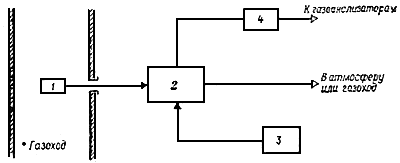 К газоанализаторам
4
1
2
В атмосферу
или газоход
3
• Газоход